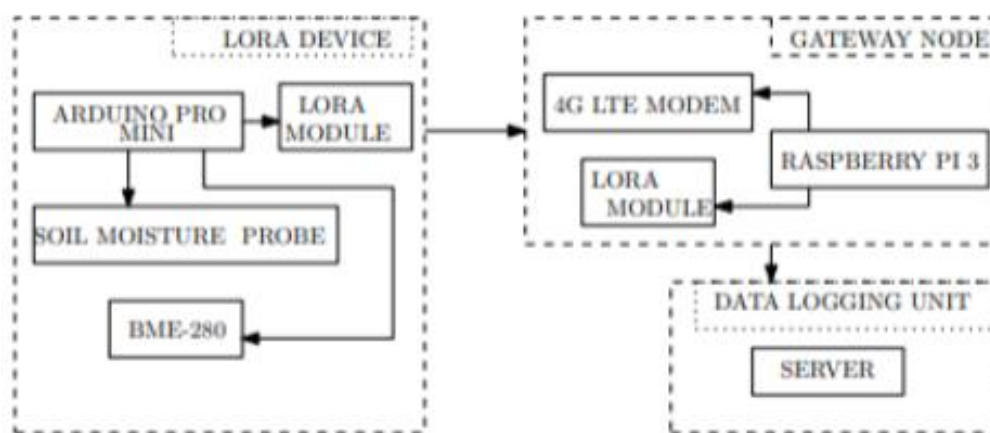 LORA DEVICE
ARDUINO PRO
MINI
LORA
MODULE
SOIL MOISTURE PROBE
BME-280
GATEWAY NODE
4G LTE MODEM
RASPBERRY PI 3
LORA
MODULE
DATA LOGGING UNIT
SERVER